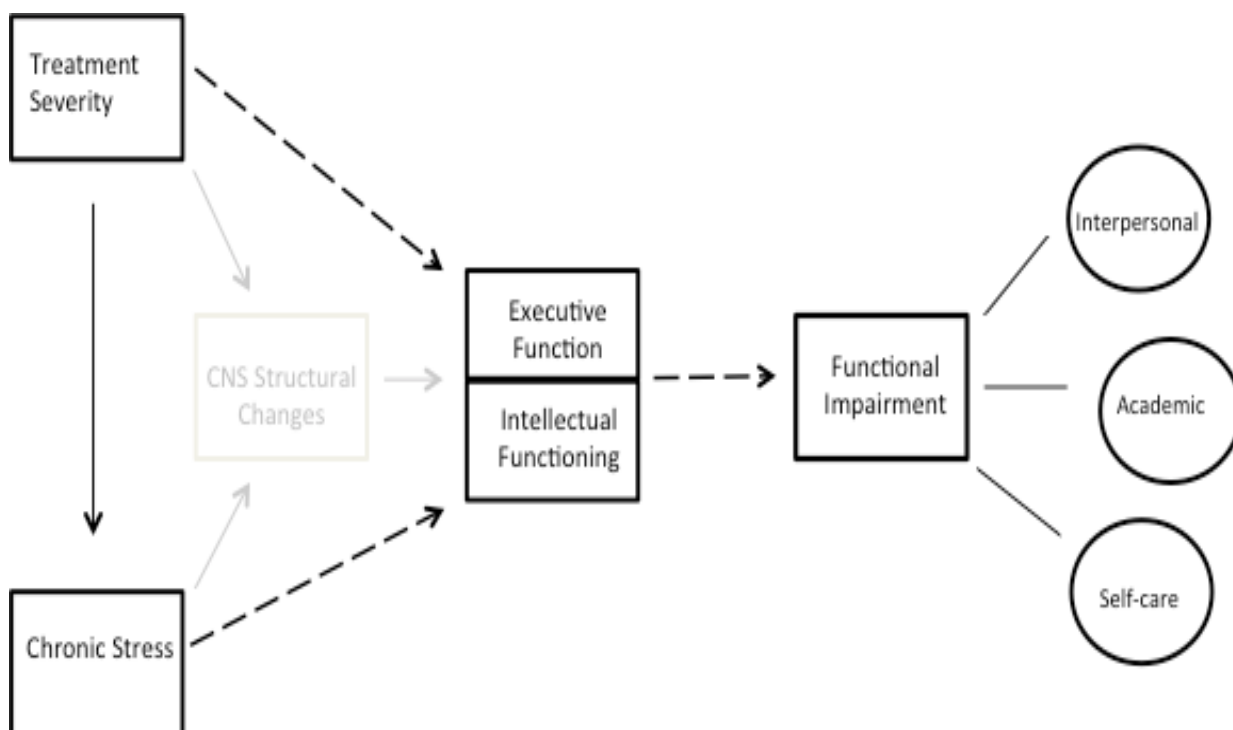 Treatment
Severity
Interpersonal
Executive
Function
CNS Structural
Changes
Functional
Impairment
Academic
Intellectual
Functioning
Chronic Stress
Self-care